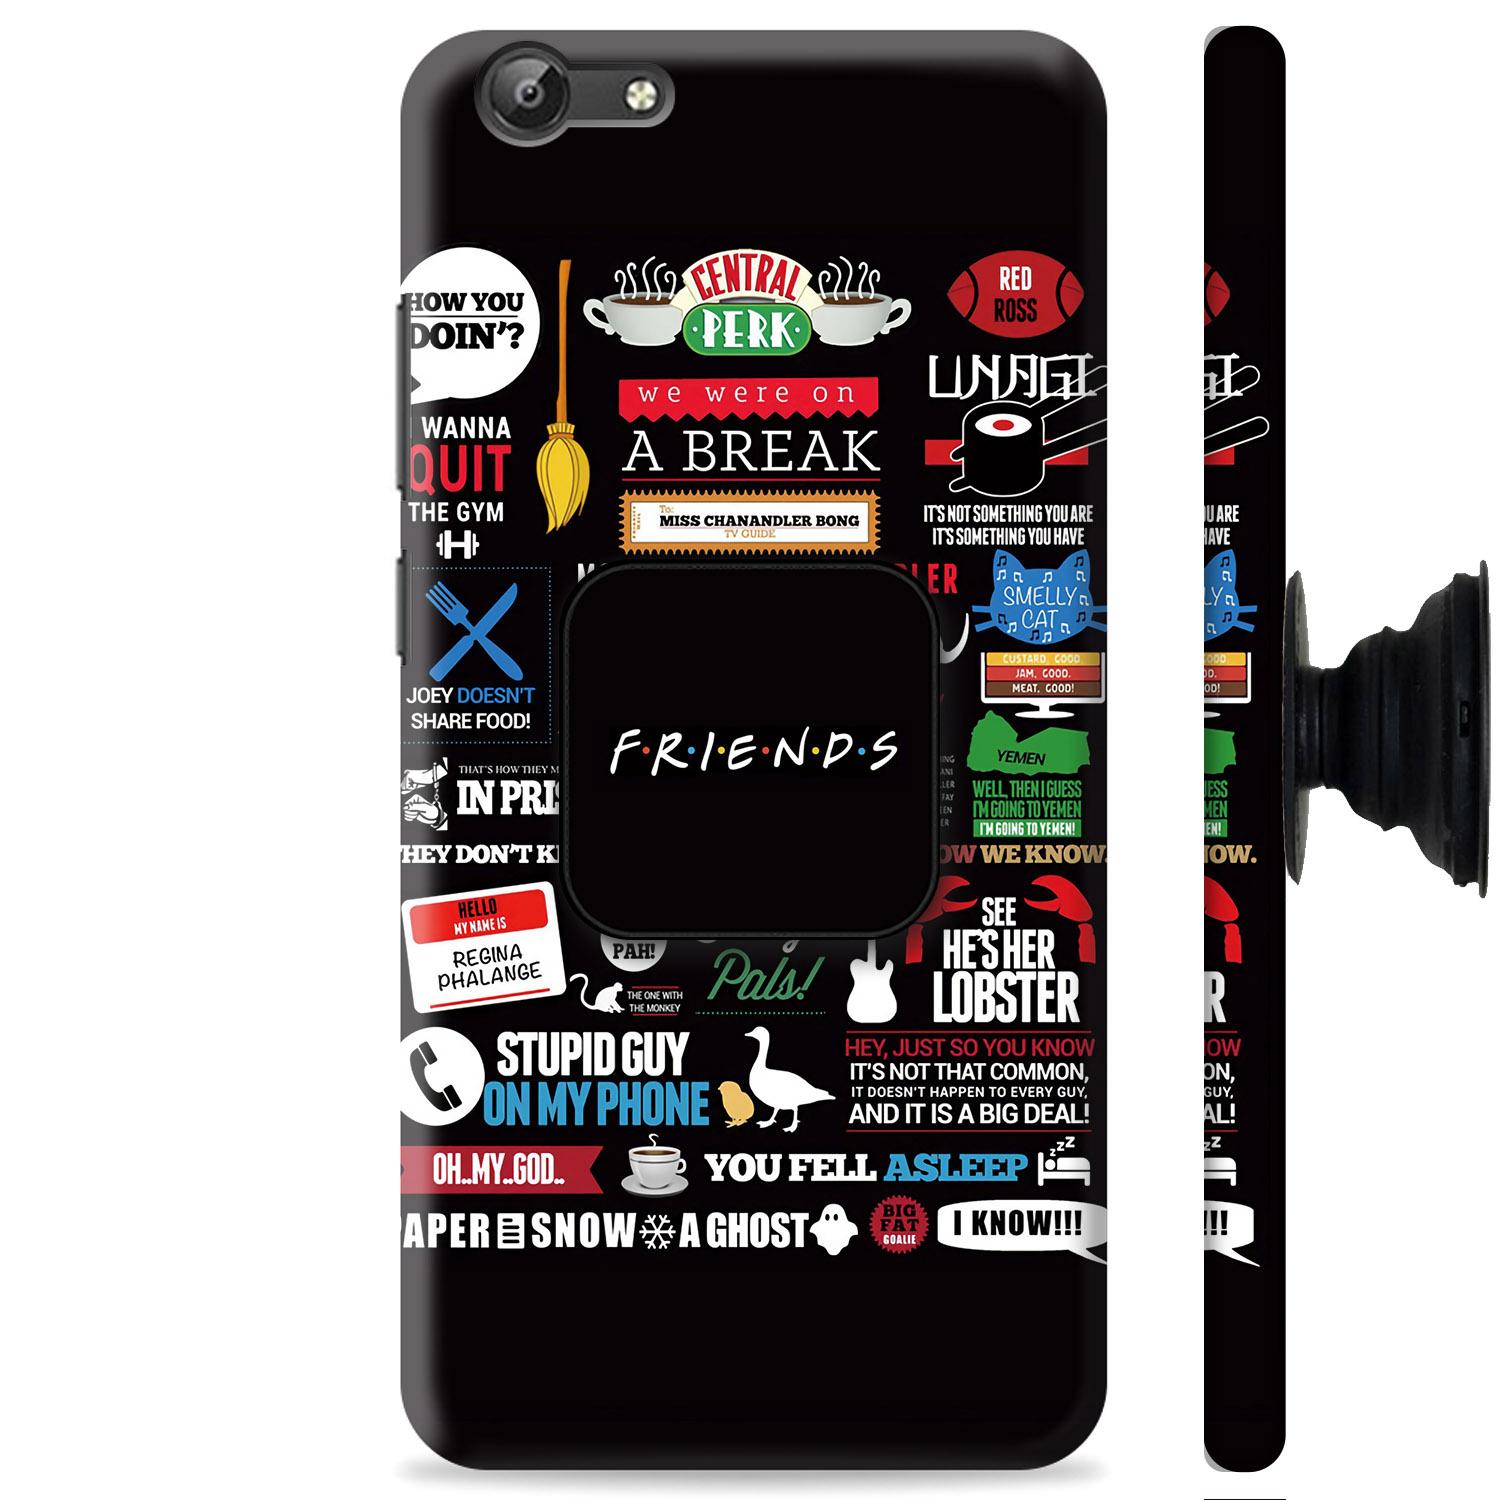 HOW YOU
DOIN'?
CENTRAL
PERK
RED
ROSS
we were on
A BREAK
UNAGI
WANNA
QUIT
THE GYM
To:
MISS CHANANDLER BONG
TV GUIDE
IT'S NOT SOMETHING YOU ARE
IT'S SOMETHING YOU HAVE
SMELLY
CAT
CUSTARD, GOOD.
JAM, GOOD.
MEAT, GOOD!
JOEY DOESN'T
SHARE FOOD!
F·R·I·E·N·D·S
YEMEN
THAT'S HOW THEY
IN
WELL, THEN I GUESS
I'M GOING TO YEMEN
I'M GOING TO YEMEN!
HEY DON'T
WE KNOW.
HELLO
MY NAME IS
REGINA
PHALANGE
PAH!
Pals!
THE ONE WITH
THE MONKEY
SEE
HE'S HER
LOBSTER
STUPID GUY
ON MY PHONE
HEY, JUST SO YOU KNOW
IT'S NOT THAT COMMON,
IT DOESN'T HAPPEN TO EVERY GUY,
AND IT IS A BIG DEAL!
OH..MY..GOD..
YOU FELL ASLEEP
zzZ
APER SNOW A GHOST
BIG
FAT
GOALIE
I KNOW!!!